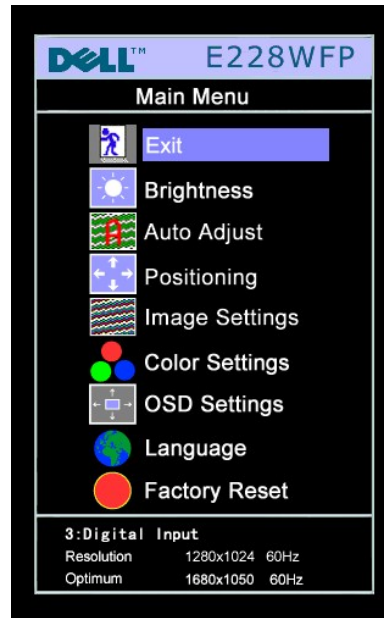 DELL™ E228WFP
Main Menu
Exit
Brightness
Auto Adjust
Positioning
Image Settings
Color Settings
OSD Settings
Language
Factory Reset
3:Digital Input
Resolution 1280x1024 60Hz
Optimum 1680x1050 60Hz